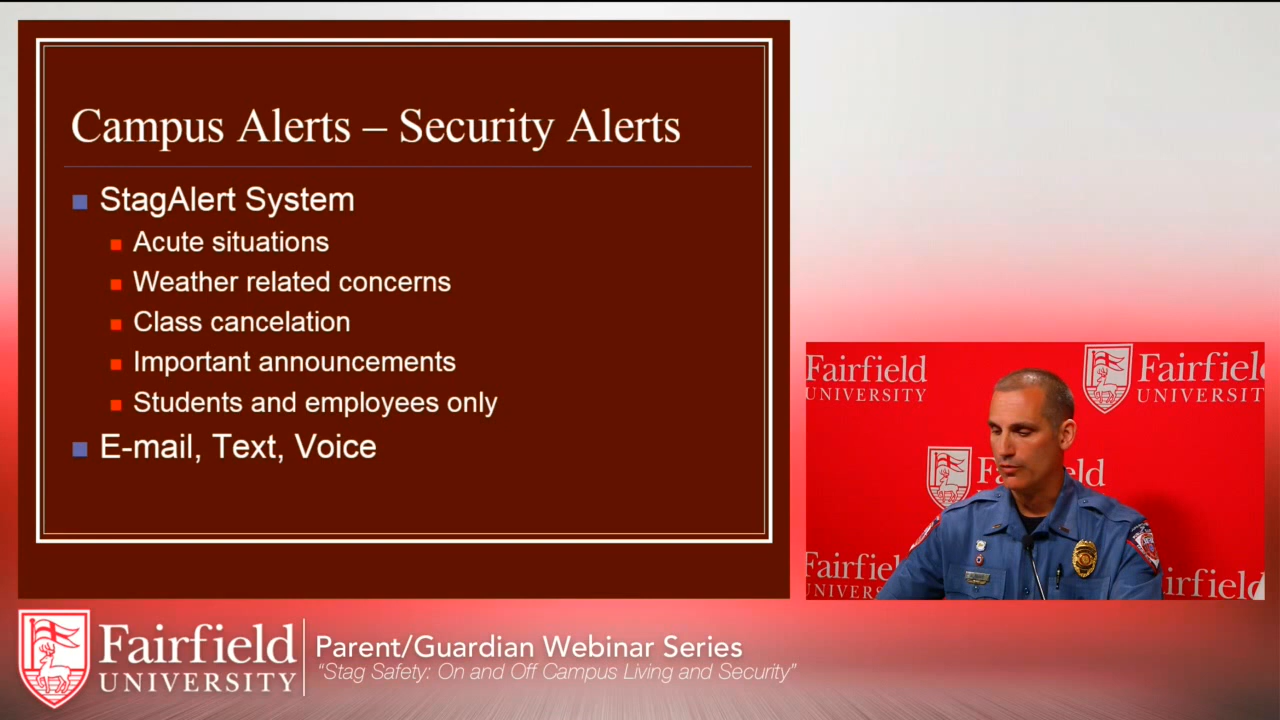 Campus Alerts – Security Alerts
StagAlert System
Acute situations
Weather related concerns
Class cancelation
Important announcements
Students and employees only
E-mail, Text, Voice
Fairfield
UNIVERSITY
Fairfield
UNIVERSIT
Fairfield
UNIVERSITY
Parent/Guardian Webinar Series
"Stag Safety: On and Off Campus Living and Security"